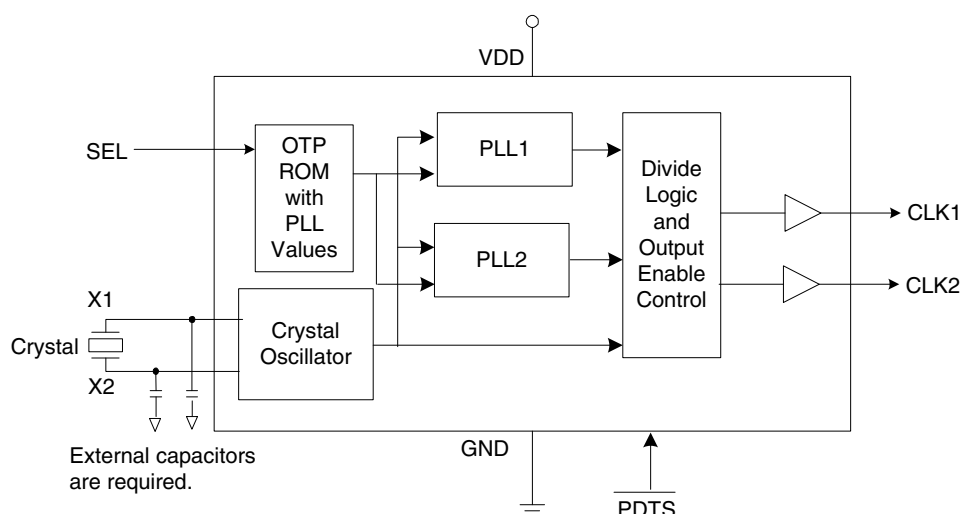 VDD
SEL
OTP
ROM
with
PLL
Values
PLL1
PLL2
Divide
Logic
and
Output
Enable
Control
CLK1
CLK2
X1
Crystal
X2
Crystal
Oscillator
External capacitors
are required.
GND
PDTS